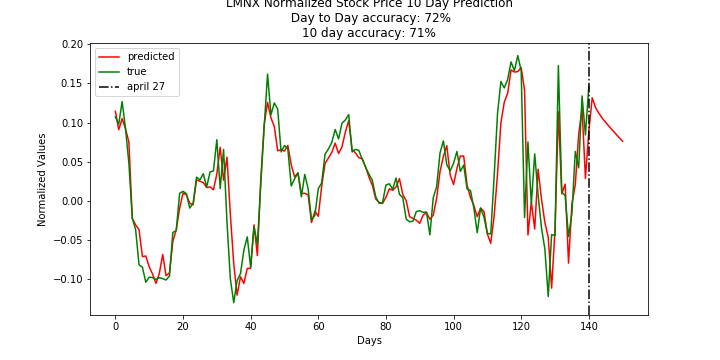 LMNX Normalized Stock Price 10 Day Prediction
Day to Day accuracy: 72%
10 day accuracy: 71%
predicted
true
april 27
Normalized Values
0.20
0.15
0.10
0.05
0.00
−0.05
−0.10
0 20 40 60 80 100 120 140
Days